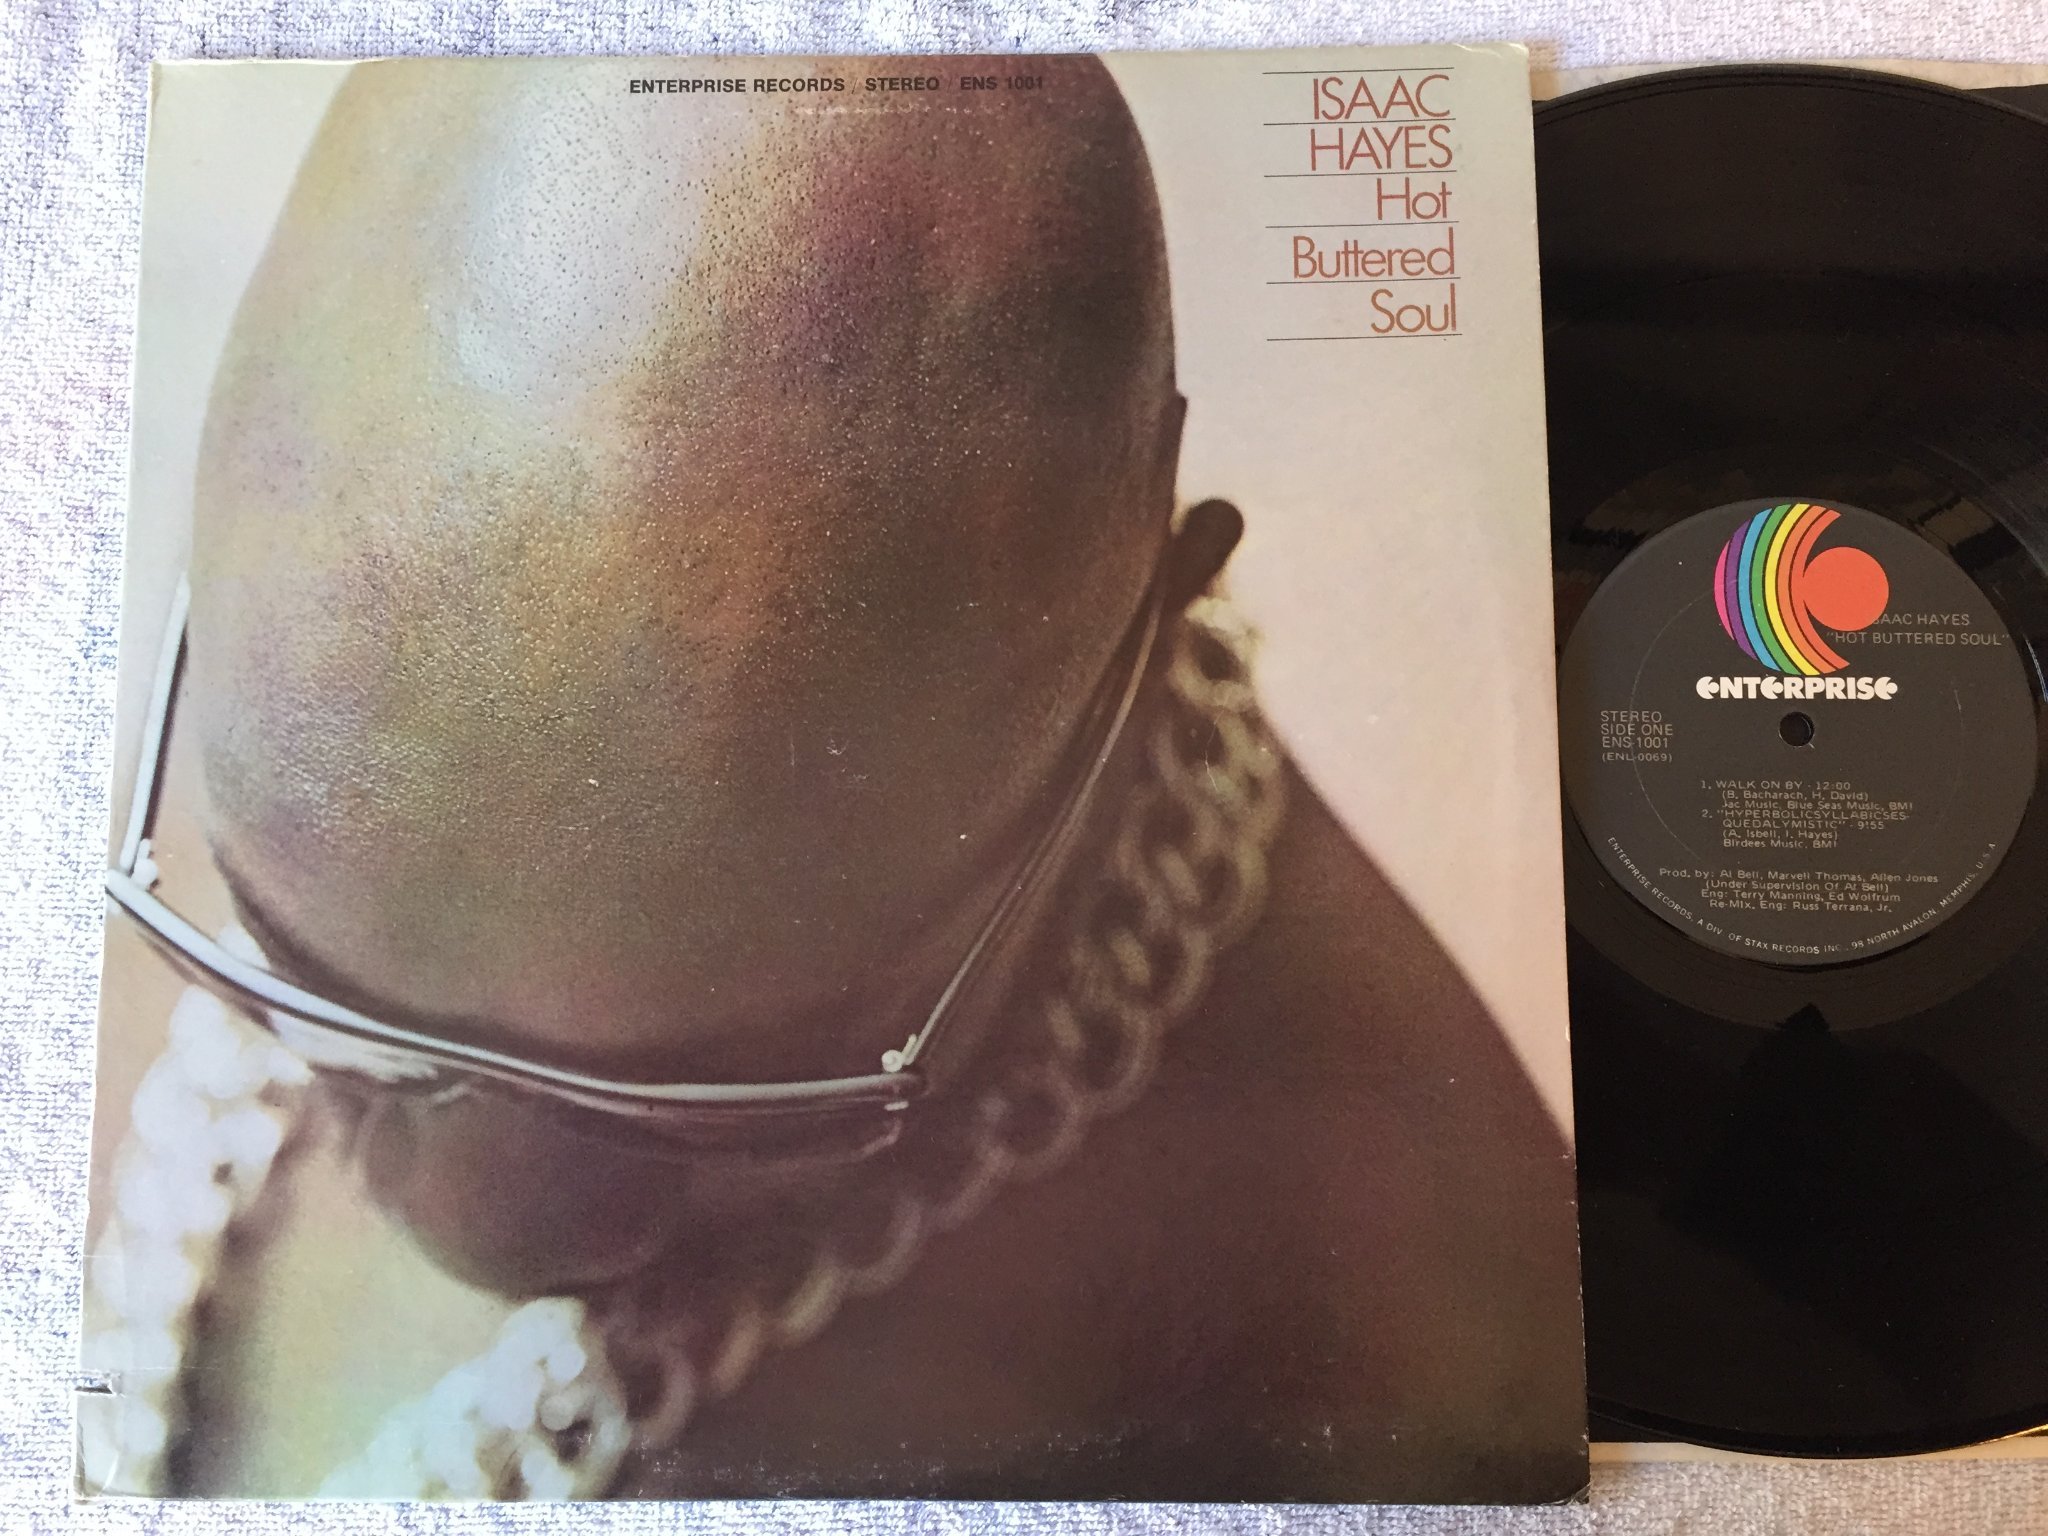 ENTERPRISE RECORDS / STEREO / ENS 1001
ISAAC
HAYES
Hot
Buttered
Soul
ISAAC HAYES
"HOT BUTTERED SOUL"
ENTERPRISE
STEREO
SIDE ONE
ENS-1001
(ENL-0069)
1. WALK ON BY - 12:00
(B. Bacharach, H. David)
Jac Music, Blue Seas Music, BMI
2. "HYPERBOLICSYLLABICSES-
QUEDALYMISTIC" - 9:55
(A. Isbell, I. Hayes)
Birdees Music, BMI
Prod. by: Al Bell, Marvell Thomas, Allen Jones
(Under Supervision Of Al Bell)
Eng: Terry Manning, Ed Wolfrum
Re-Mix. Eng: Russ Terrana, Jr.
ENTERPRISE RECORDS, A DIV. OF STAX RECORDS INC., 98 NORTH AVALON, MEMPHIS, U.S.A.